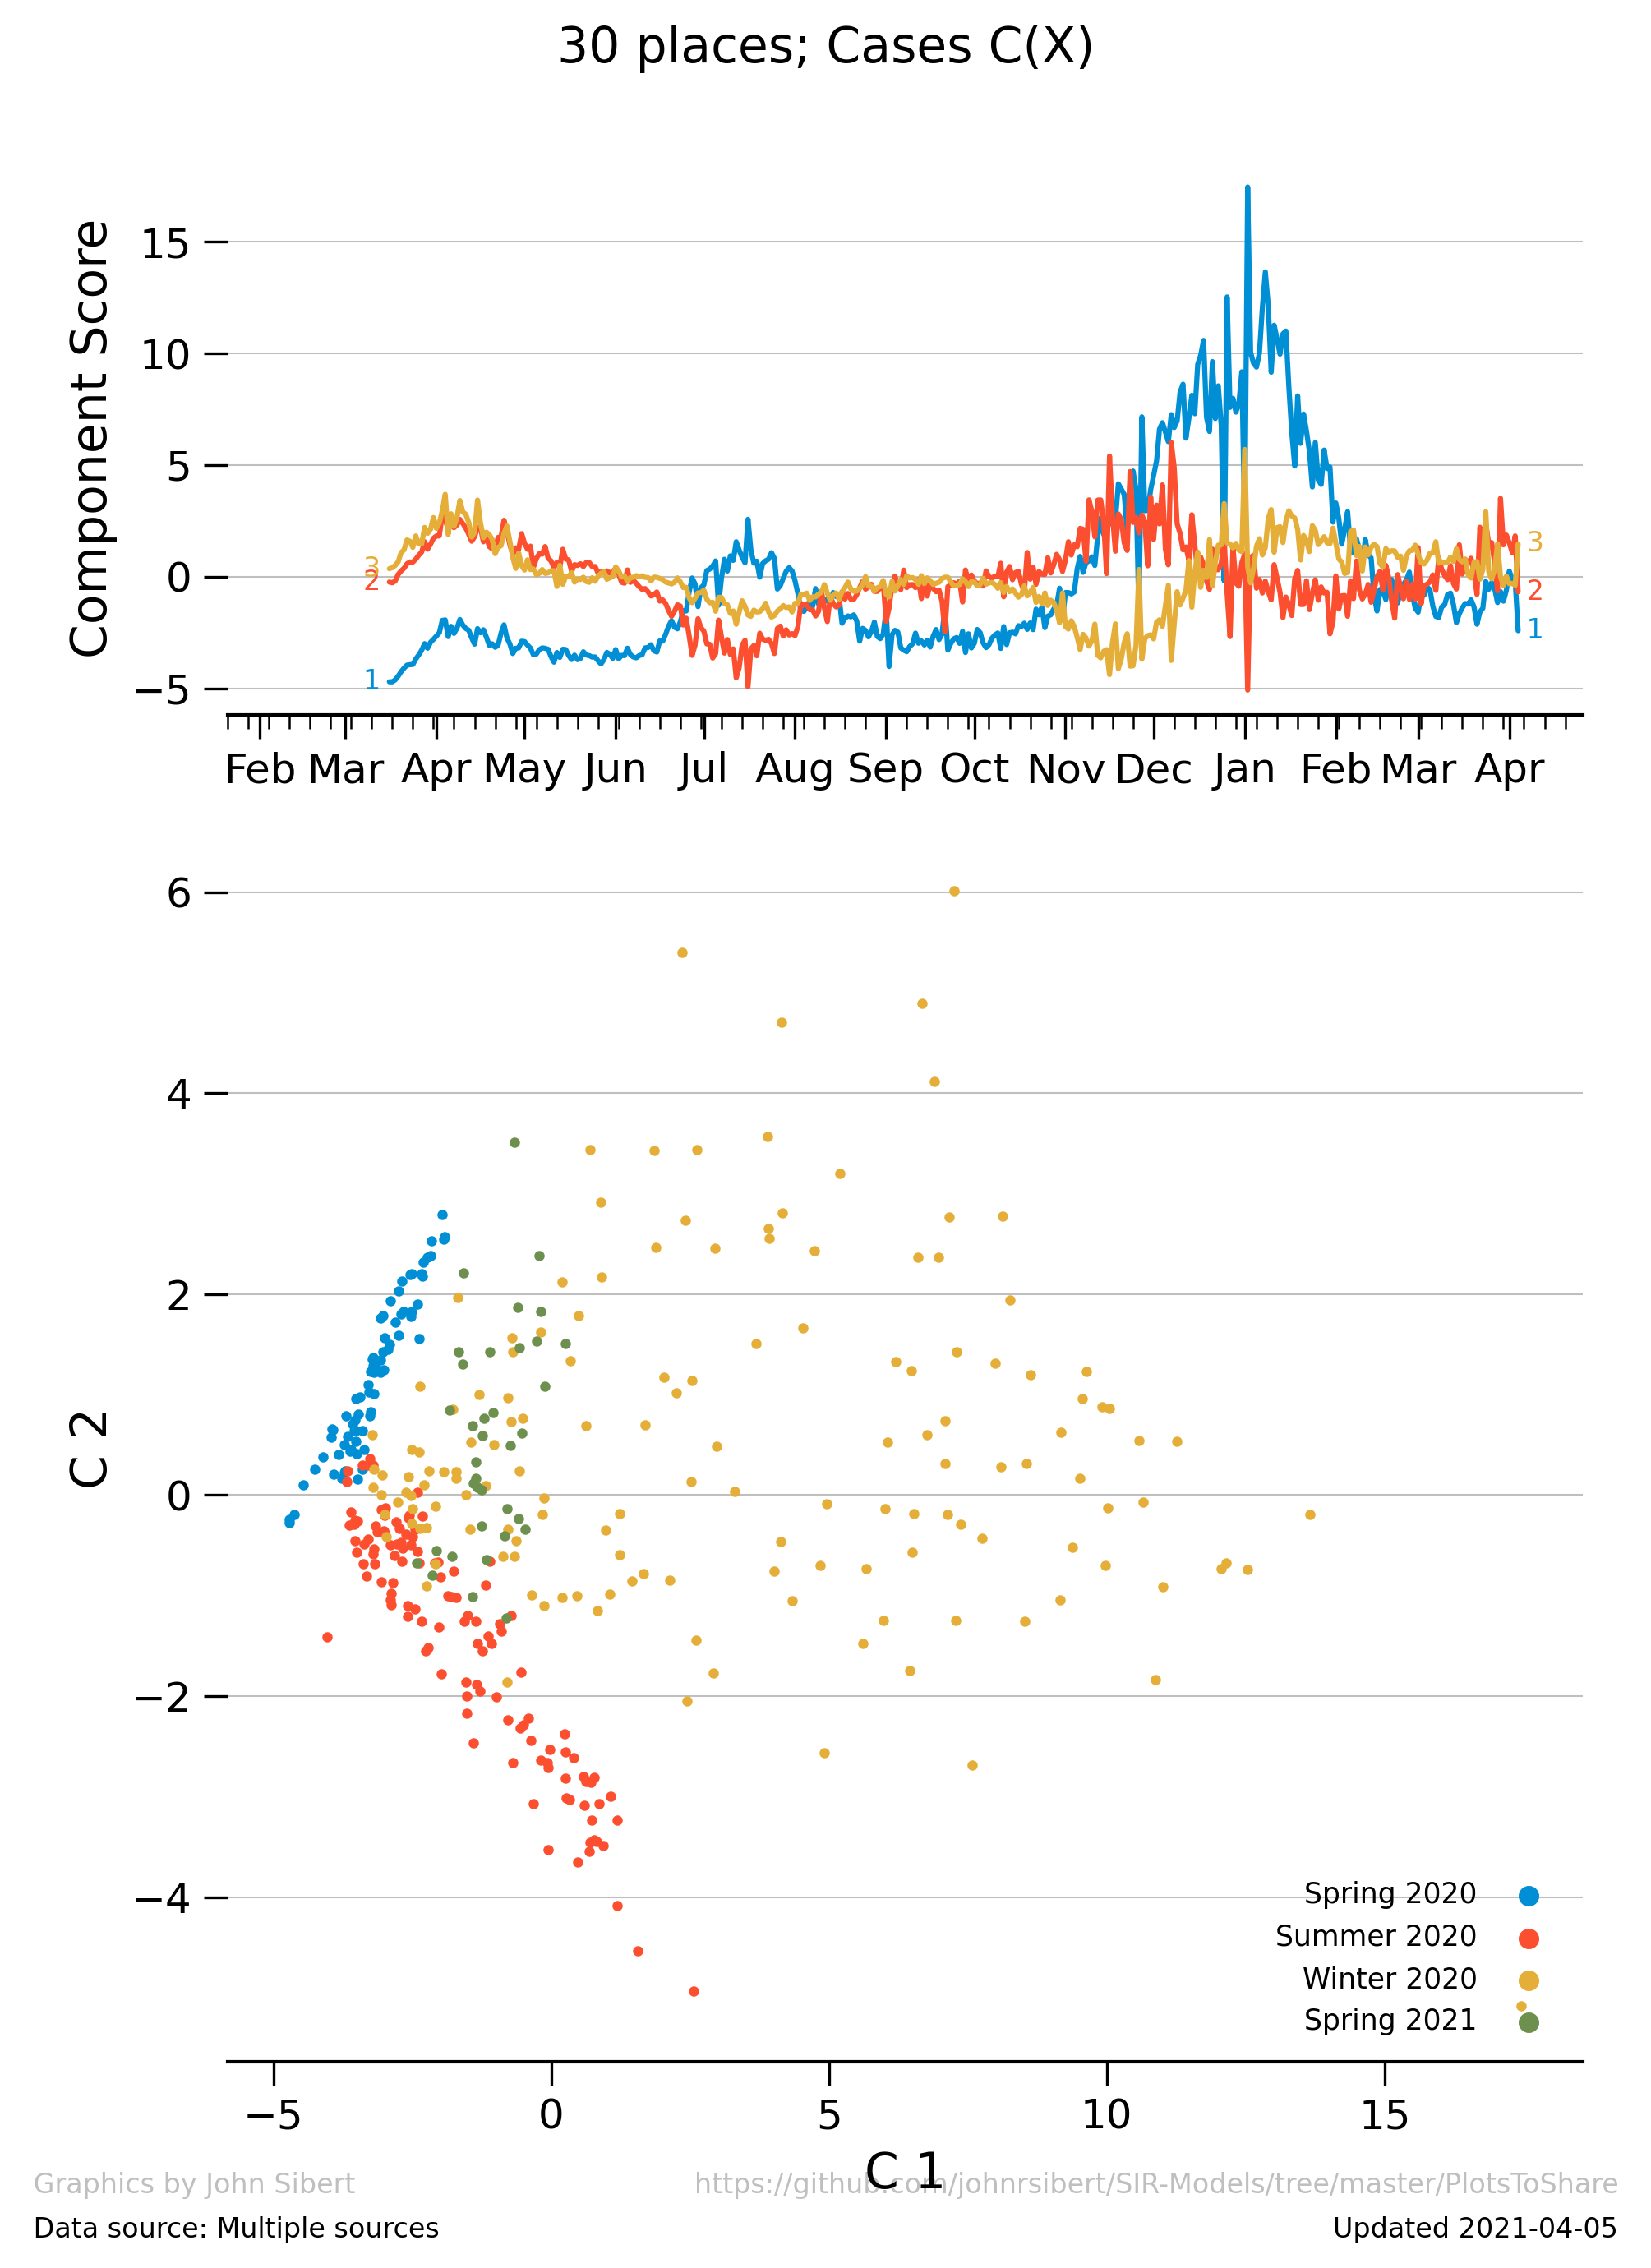 30 places; Cases C(X)
Component Score
15
10
5
0
−5
3
2
1
3
2
1
Feb Mar Apr May Jun Jul Aug Sep Oct Nov Dec Jan Feb Mar Apr
C 2
6
4
2
0
−2
−4
Spring 2020
Summer 2020
Winter 2020
Spring 2021
−5 0 5 10 15
C 1
Graphics by John Sibert https://github.com/johnrsibert/SIR-Models/tree/master/PlotsToShare
Data source: Multiple sources Updated 2021-04-05